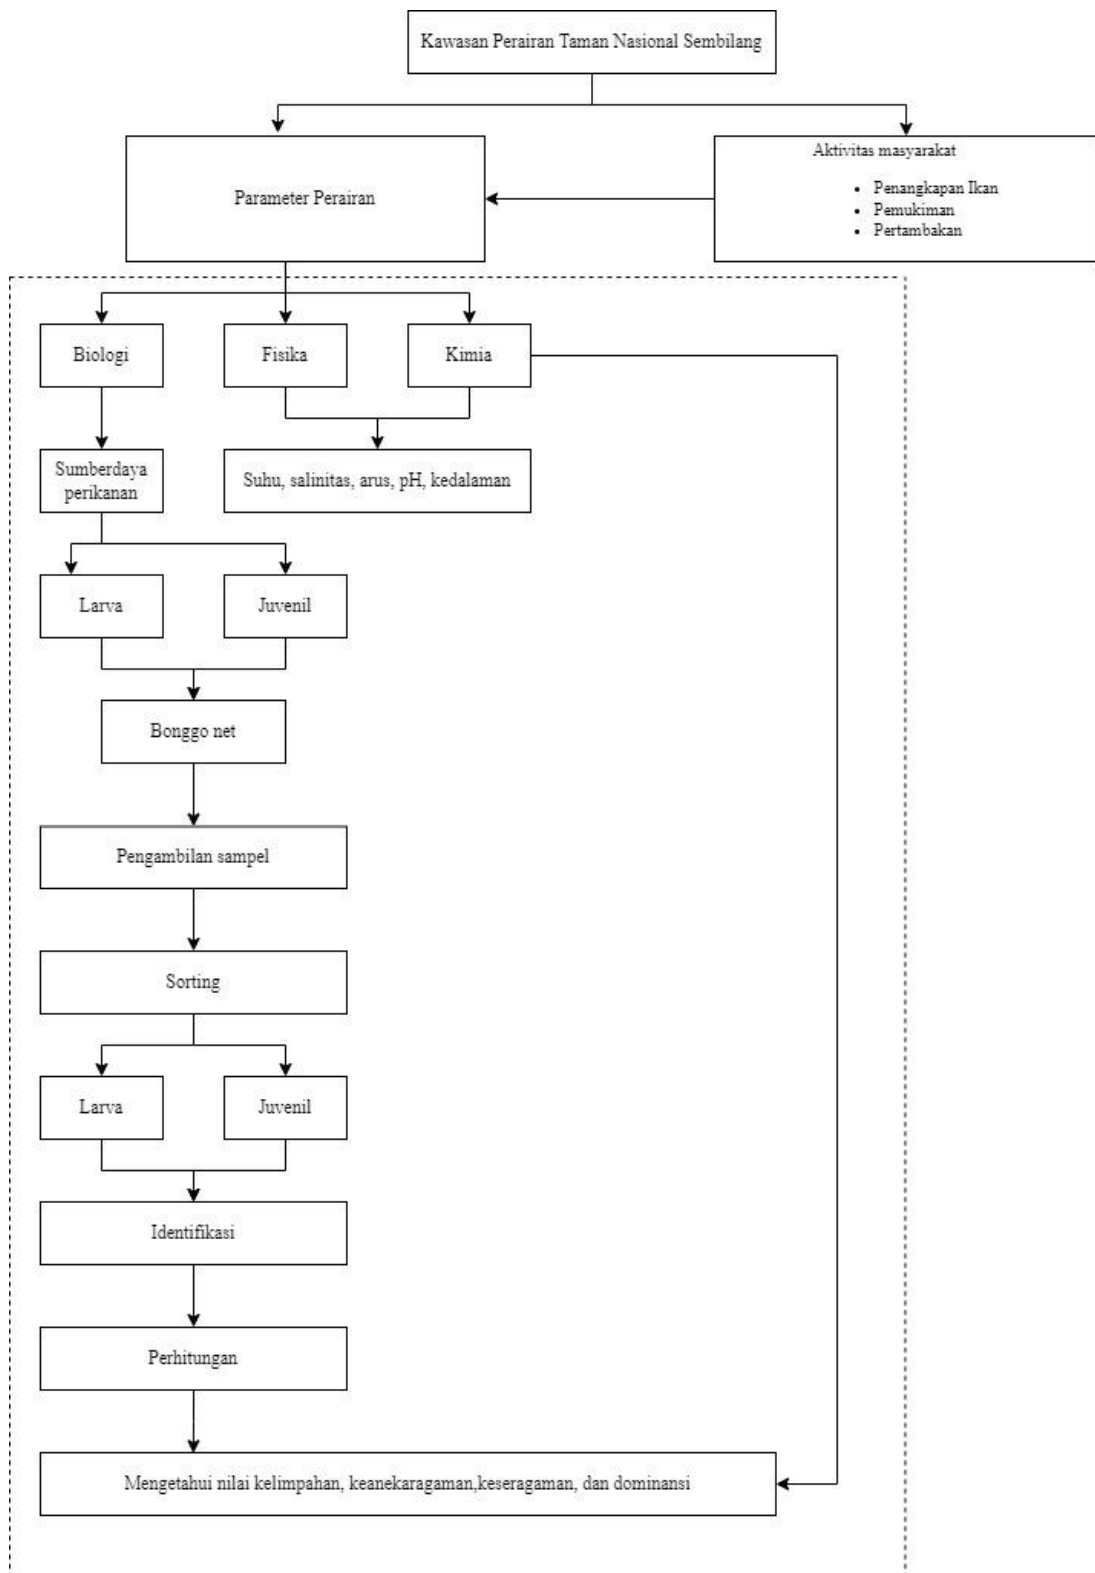 Kawasan Perairan Taman Nasional Sembilang
Parameter Perairan
Aktivitas masyarakat
• Penangkapan Ikan
• Pemukiman
• Pertambakan
Biologi
Fisika
Kimia
Sumberdaya
perikanan
Suhu, salinitas, arus, pH, kedalaman
Larva
Juvenil
Bonggo net
Pengambilan sampel
Sorting
Larva
Juvenil
Identifikasi
Perhitungan
Mengetahui nilai kelimpahan, keanekaragaman,keseragaman, dan dominansi